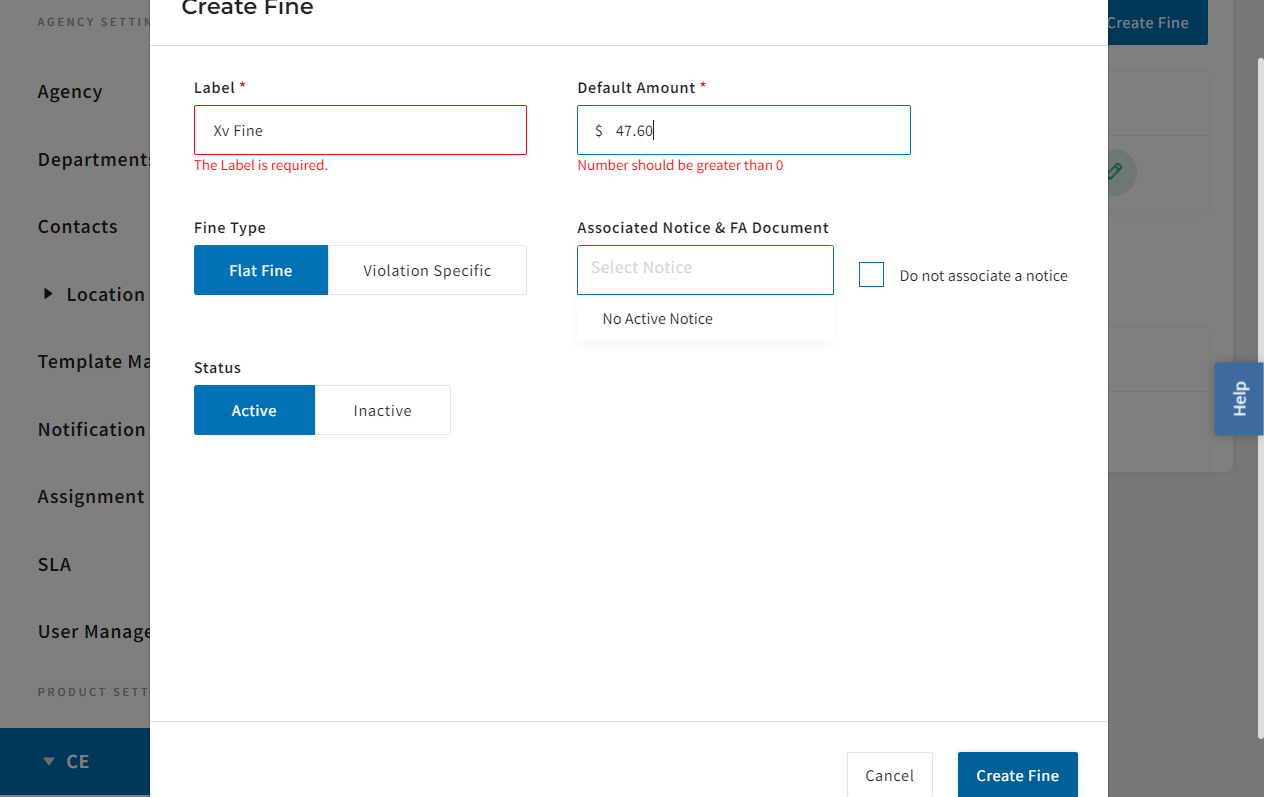 Create Fine
AGENCY SETTIN
Create Fine
Agency
Departments
Contacts
Location
Template Ma
Notification
Assignment
SLA
User Manage
PRODUCT SETT
CE
Label *
Xv Fine
The Label is required.
Default Amount *
$ 47.60
Number should be greater than 0
Fine Type
Flat Fine
Violation Specific
Associated Notice & FA Document
Select Notice
Do not associate a notice
No Active Notice
Status
Active
Inactive
Help
Cancel
Create Fine